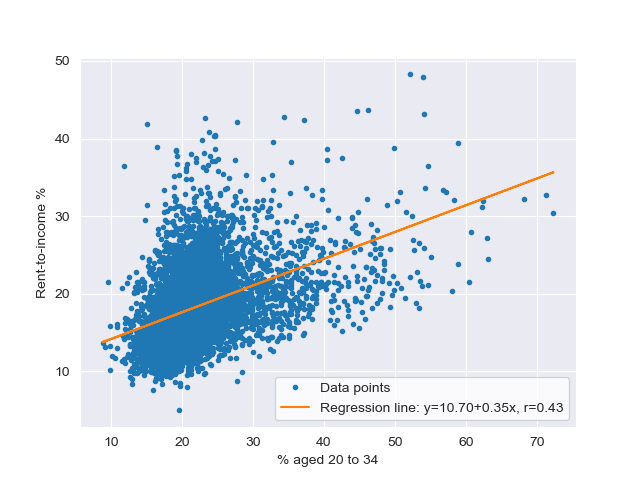 50
40
30
20
10
Rent-to-income %
Data points
Regression line: y=10.70+0.35x, r=0.43
10 20 30 40 50 60 70
% aged 20 to 34